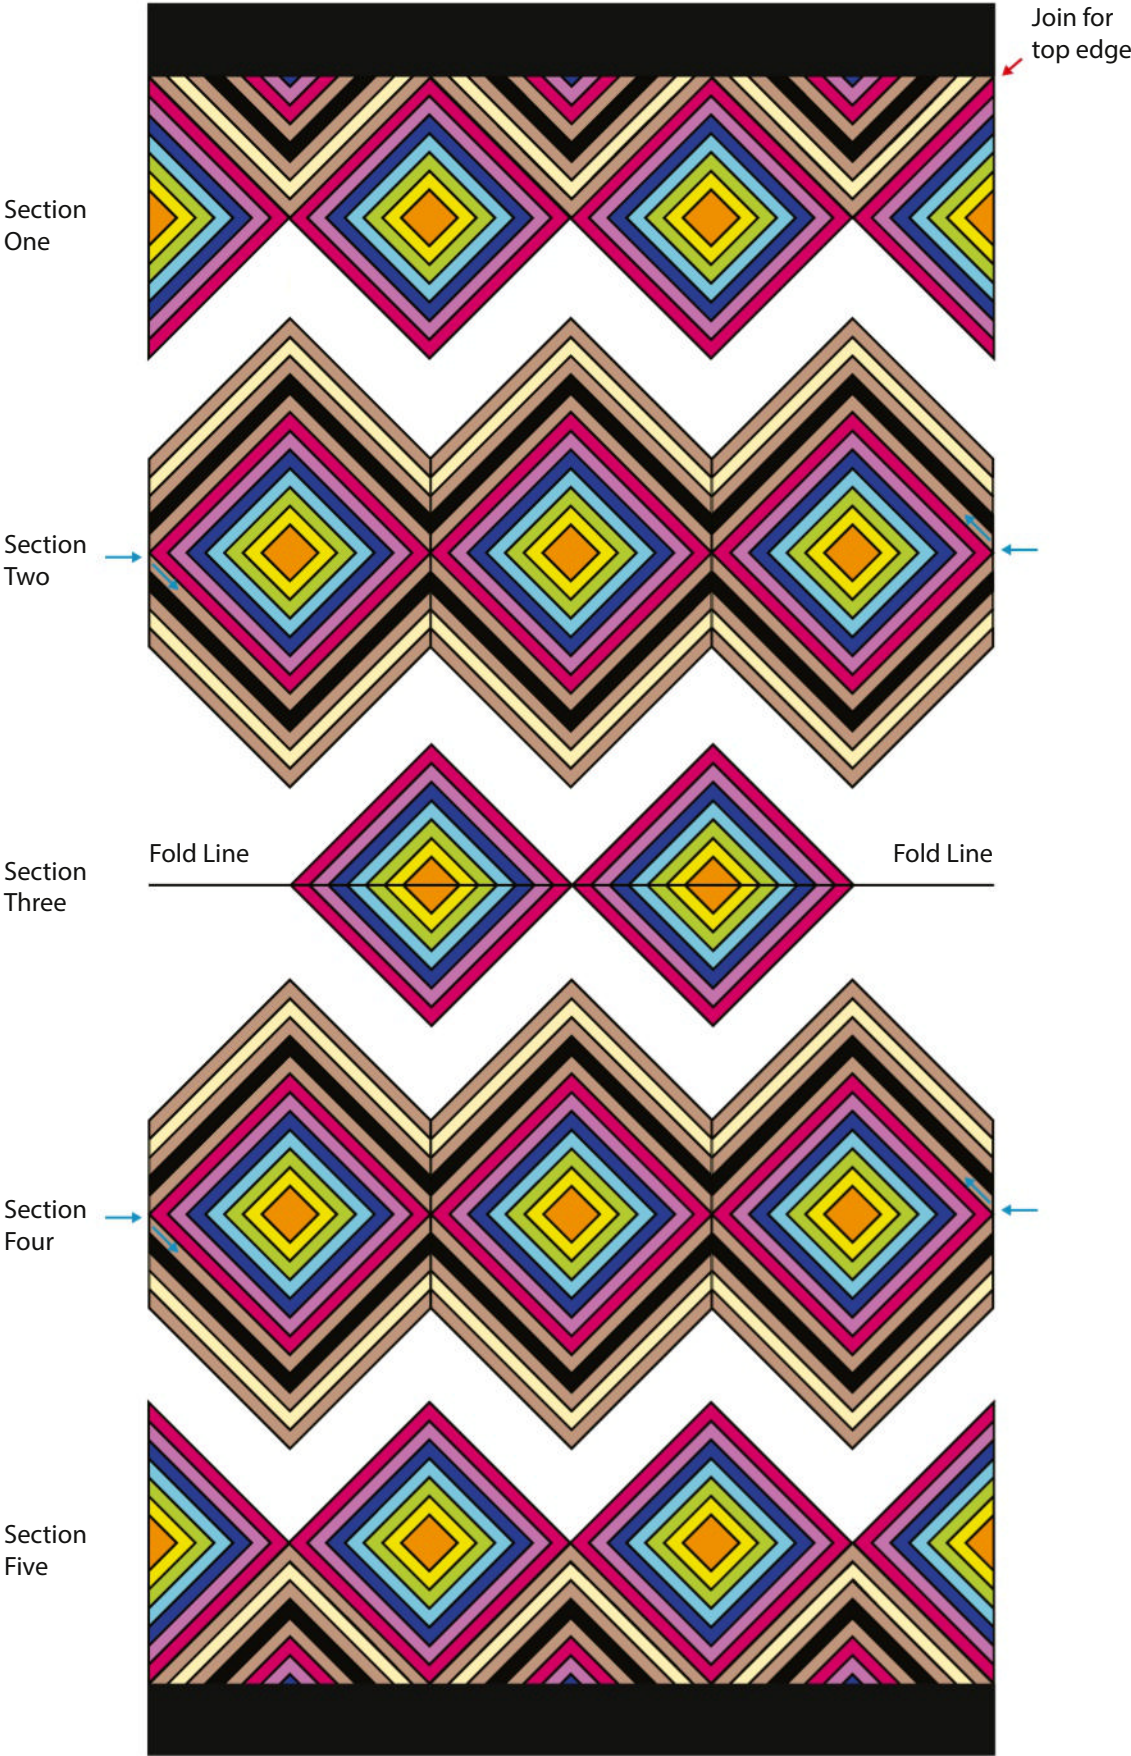 Join for
top edge
Section
One
Section
Two
Fold Line
Fold Line
Section
Three
Section
Four
Section
Five